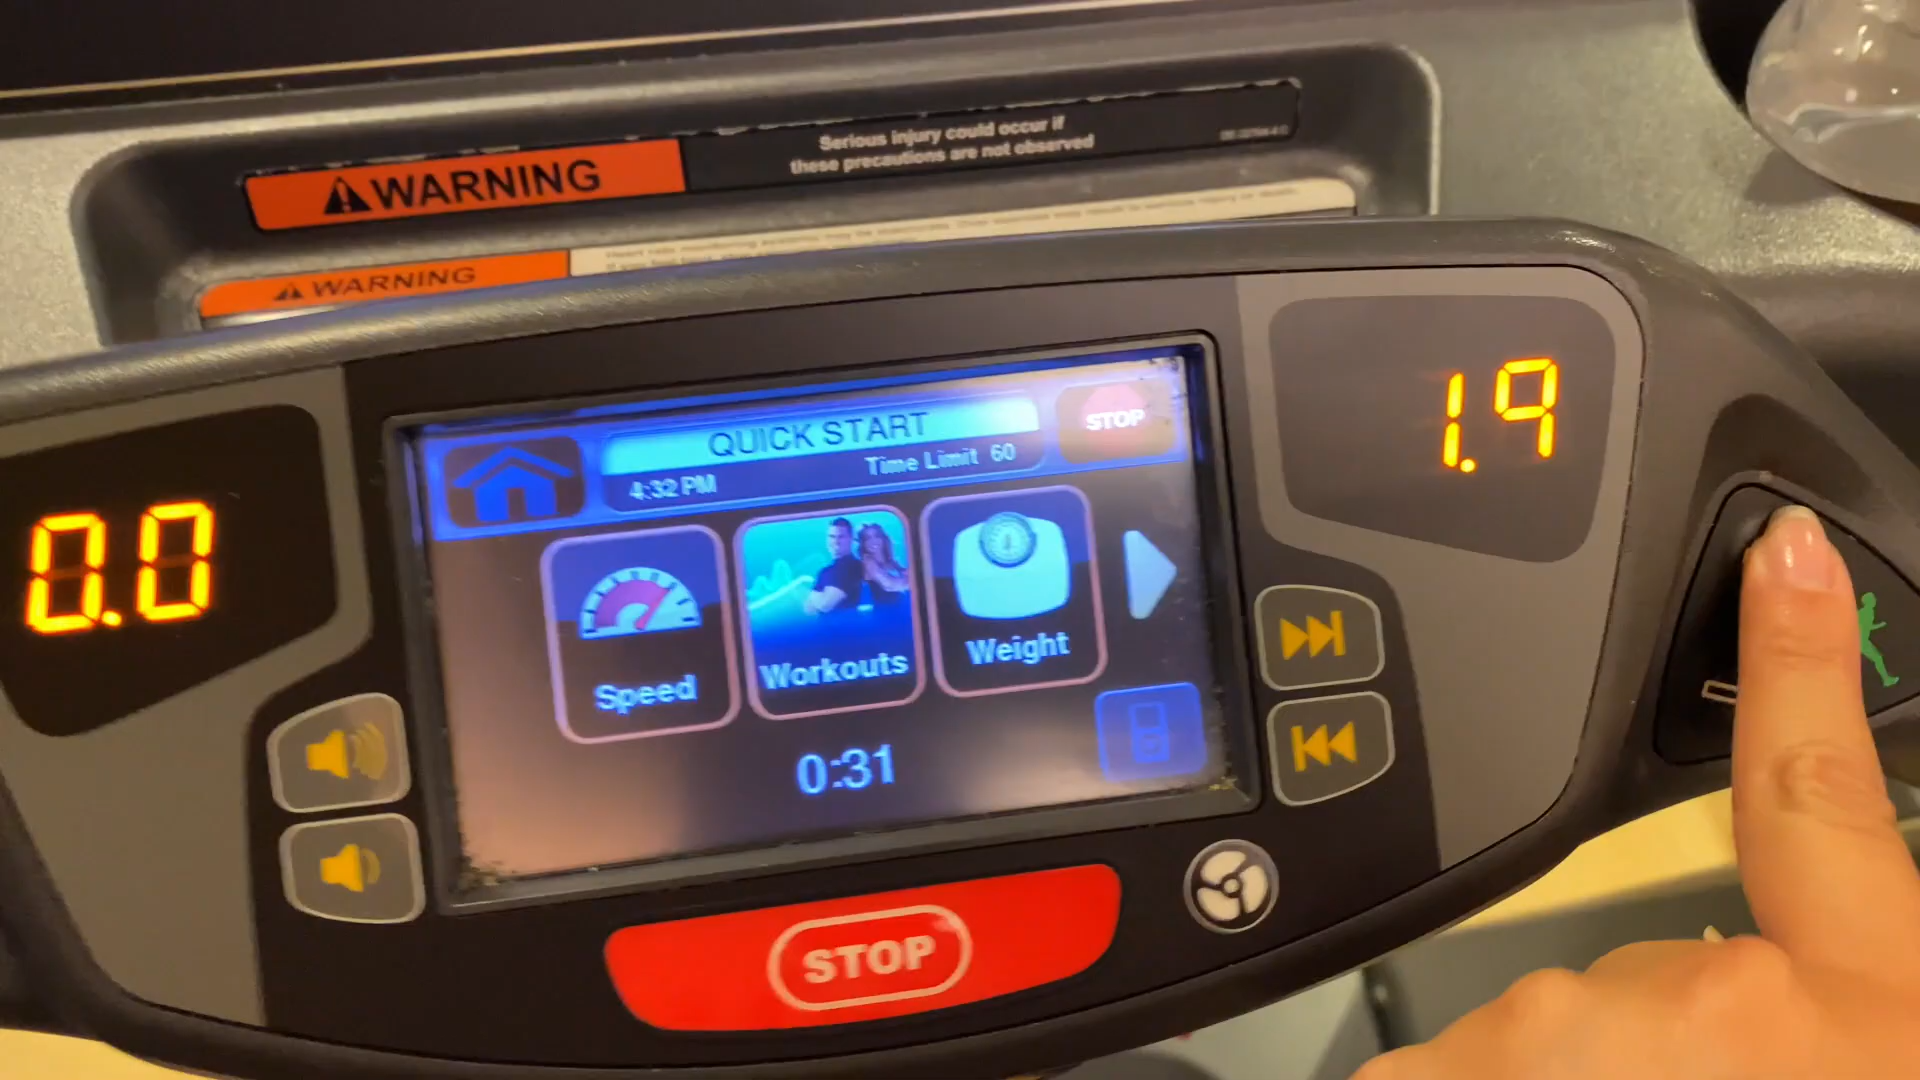 WARNING
Serious injury could occur if
these precautions are not observed
WARNING
QUICK START
STOP
4:32 PM
Time Limit 60
Speed
Workouts
Weight
0:31
0.0
1.9
STOP